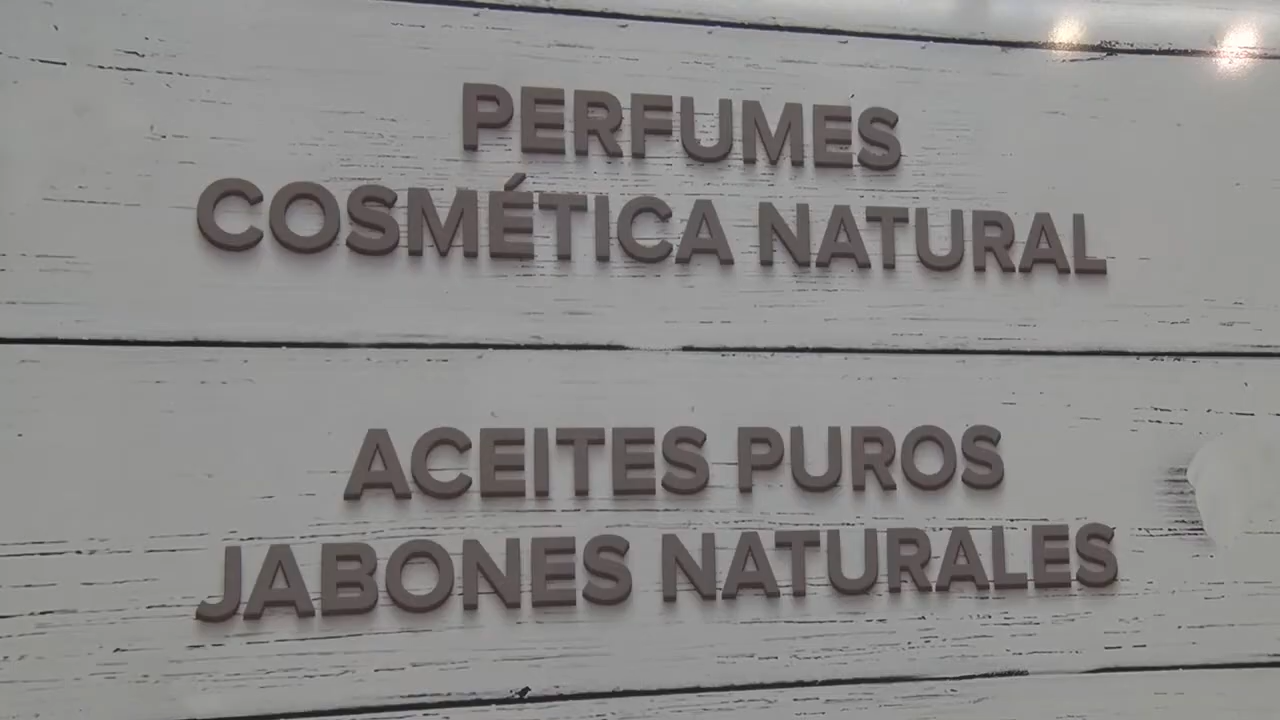 PERFUMES
COSMÉTICA NATURAL
ACEITES PUROS
JABONES NATURALES